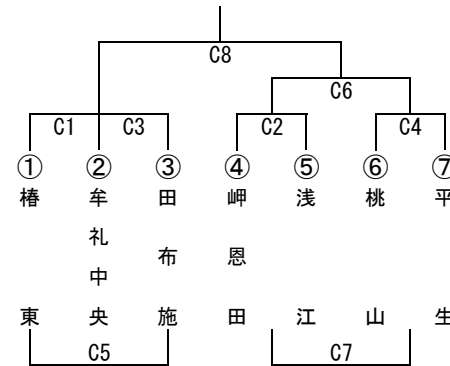 C8
C6
C1 C3 C2 C4
① ② ③ ④ ⑤ ⑥ ⑦
椿東
牟礼中央
田布施
岬恩田
浅江
桃山
平生
C5 C7